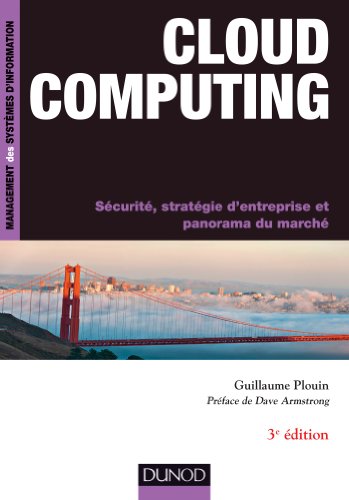 MANAGEMENT des SYSTÈMES D'INFORMATION
CLOUD
COMPUTING
Sécurité, stratégie d'entreprise et
panorama du marché
Guillaume Plouin
Préface de Dave Armstrong
3e édition
DUNOD